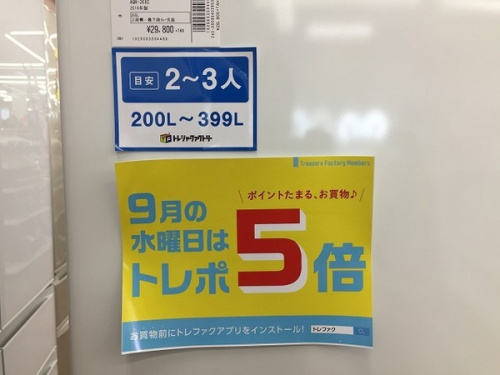 AQR-261C
¥29,800
目安 2〜3人
200L〜399L
トレジャーファクトリー
Treasure Factory Members
ポイントたまる、お買物♪
9月の
水曜日は
トレポ 5倍
お買物前にトレファクアプリをインストール!
トレファク